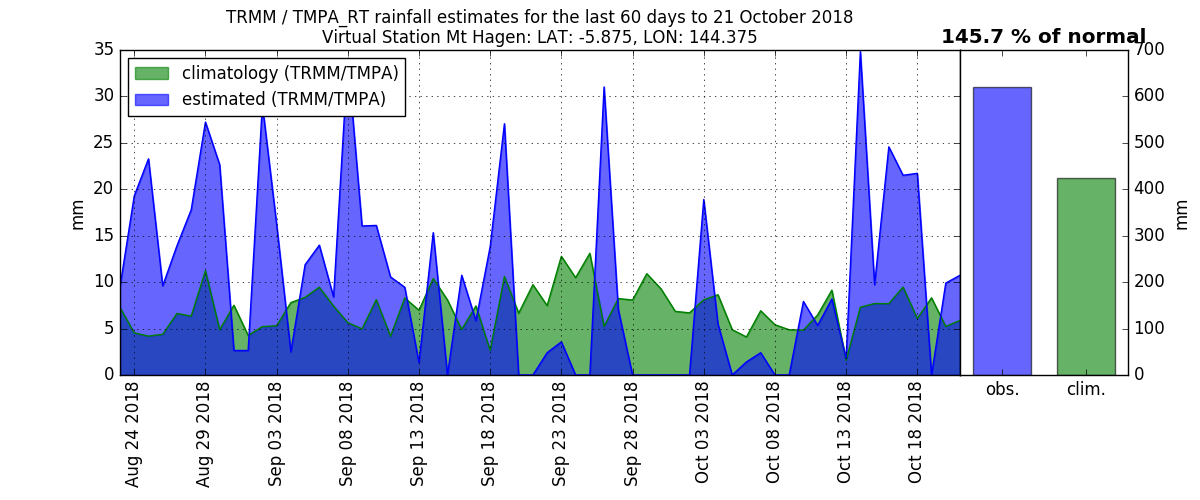 TRMM / TMPA_RT rainfall estimates for the last 60 days to 21 October 2018
Virtual Station Mt Hagen: LAT: -5.875, LON: 144.375
145.7 % of normal
climatology (TRMM/TMPA)
estimated (TRMM/TMPA)
35
30
25
20
15
10
5
0
mm
Aug 24 2018
Aug 29 2018
Sep 03 2018
Sep 08 2018
Sep 13 2018
Sep 18 2018
Sep 23 2018
Sep 28 2018
Oct 03 2018
Oct 08 2018
Oct 13 2018
Oct 18 2018
obs.
clim.
700
600
500
400
300
200
100
0
mm